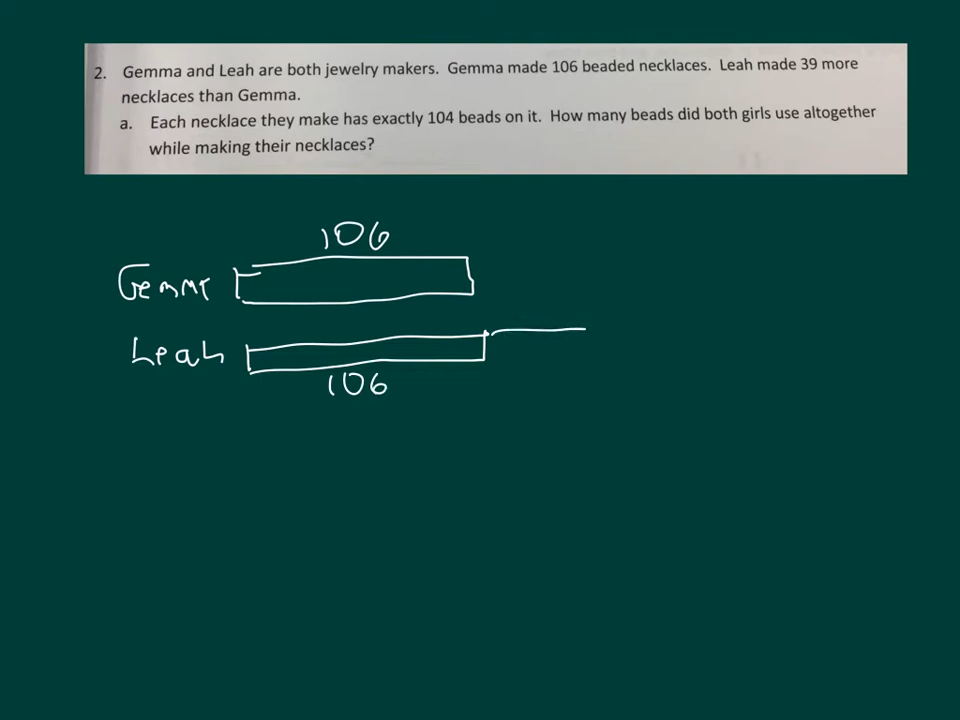 2. Gemma and Leah are both jewelry makers. Gemma made 106 beaded necklaces. Leah made 39 more
necklaces than Gemma.
a. Each necklace they make has exactly 104 beads on it. How many beads did both girls use altogether
while making their necklaces?
106
Gemma
Leah
106